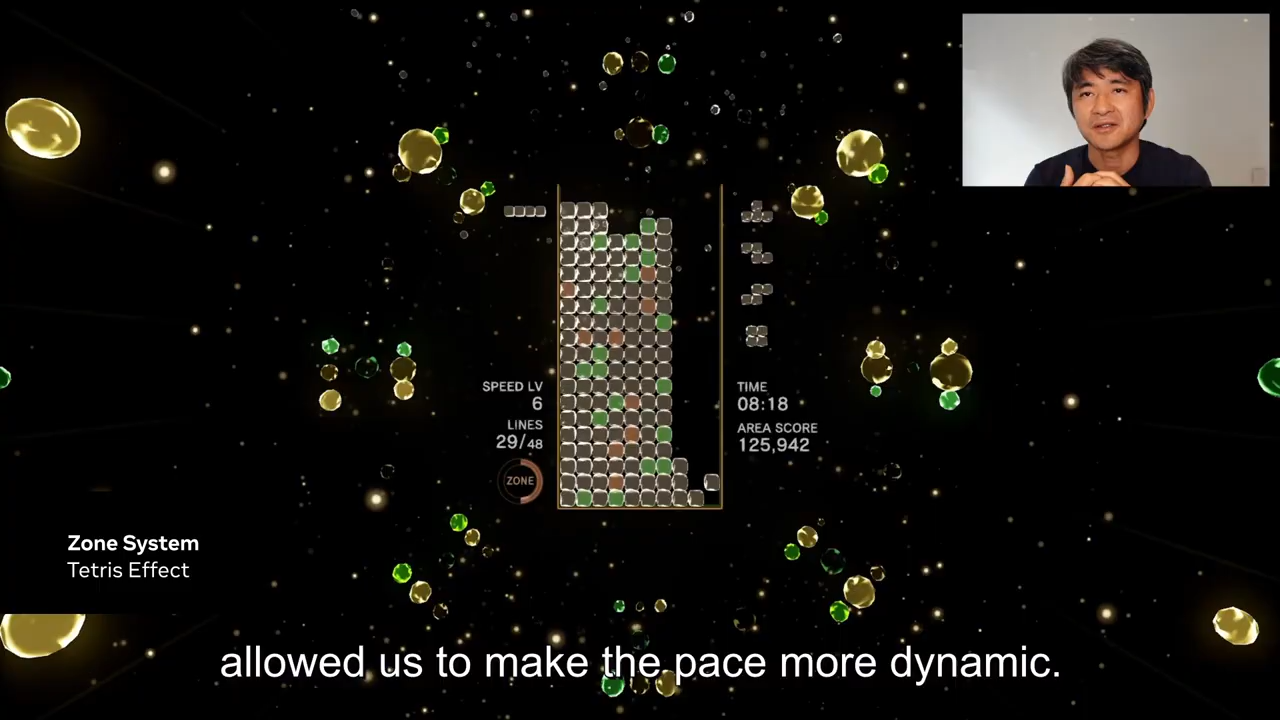 SPEED LV
6
LINES
29/48
ZONE
TIME
08:18
AREA SCORE
125,942
Zone System
Tetris Effect
allowed us to make the pace more dynamic.